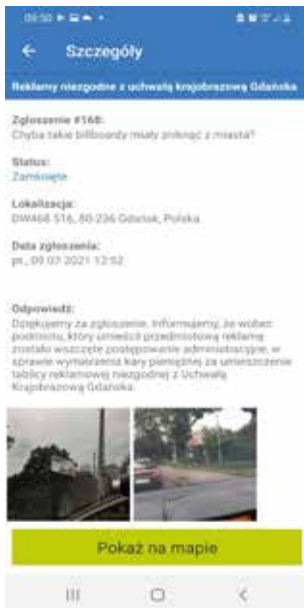 09:50
Szczegóły
Reklamy niezgodne z uchwałą krajobrazową Gdańska
Zgłoszenie #168:
Chyba takie billboardy miały zniknąć z miasta?
Status:
Zamknięte
Lokalizacja:
DW468 516, 80-236 Gdańsk, Polska
Data zgłoszenia:
pt., 09 07 2021 12:52
Odpowiedź:
Dziękujemy za zgłoszenie. Informujemy, że wobec
podmiotu, który umieścił przedmiotową reklamę
zostało wszczęte postępowanie administracyjne, w
sprawie wymierzenia kary pieniężnej za umieszczenie
tablicy reklamowej niezgodnej z Uchwałą
Krajobrazową Gdańska.
Pokaż na mapie